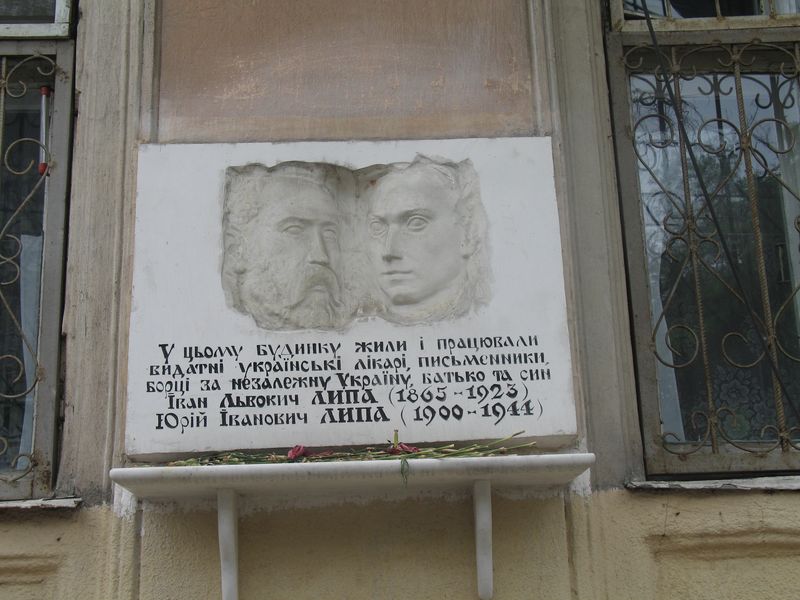 У цьому будинку жили і працювали
видатні українські лікарі, письменники,
борці за незалежну Україну, батько та син
Іван Львович ЛИПА (1865-1923)
Юрій Іванович ЛИПА (1900-1944)